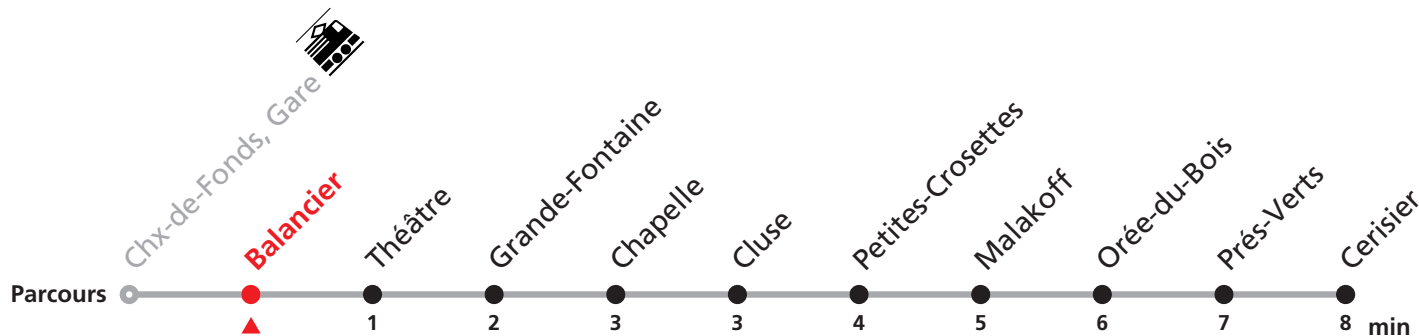 Chx-de-Fonds, Gare
Balancier
Théâtre
Grande-Fontaine
Chapelle
Cluse
Petites-Crosettes
Malakoff
Orée-du-Bois
Prés-Verts
Cerisier
Parcours
1 2 3 3 4 5 6 7 8 min